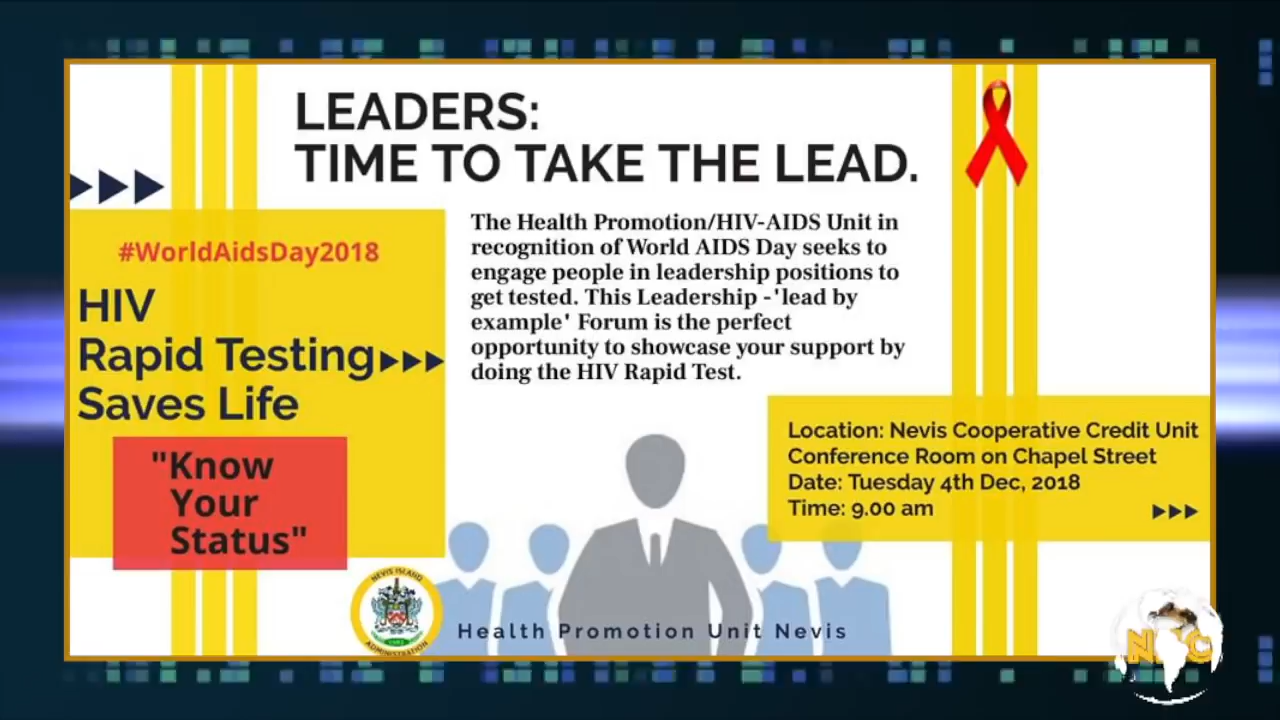 LEADERS:
TIME TO TAKE THE LEAD.
#WorldAidsDay2018
HIV
Rapid Testing
Saves Life
"Know
Your
Status"
The Health Promotion/HIV-AIDS Unit in
recognition of World AIDS Day seeks to
engage people in leadership positions to
get tested. This Leadership -'lead by
example' Forum is the perfect
opportunity to showcase your support by
doing the HIV Rapid Test.
Location: Nevis Cooperative Credit Unit
Conference Room on Chapel Street
Date: Tuesday 4th Dec, 2018
Time: 9.00 am
NEVIS ISLAND
ADMINISTRATION
Health Promotion Unit Nevis